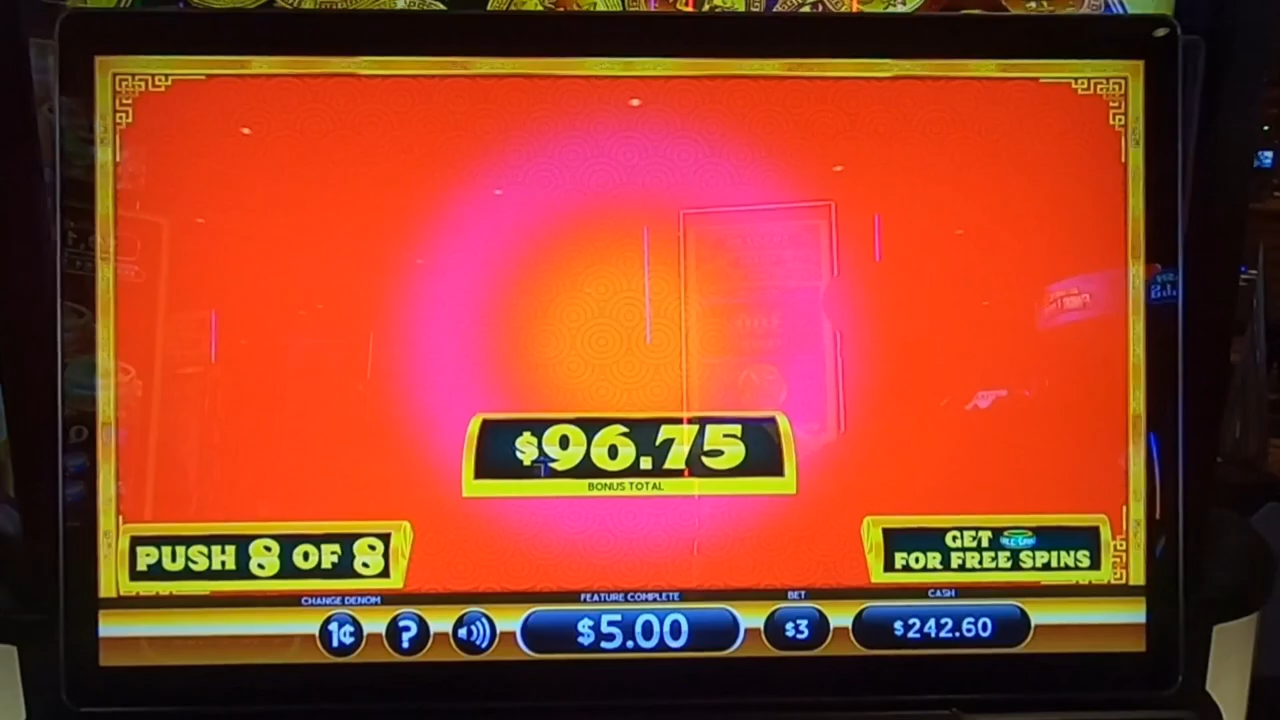 $96.75
BONUS TOTAL
PUSH 8 OF 8
GET
FOR FREE SPINS
CHANGE DENOM
FEATURE COMPLETE
BET
CASH
1¢
?
$5.00
$3
$242.60